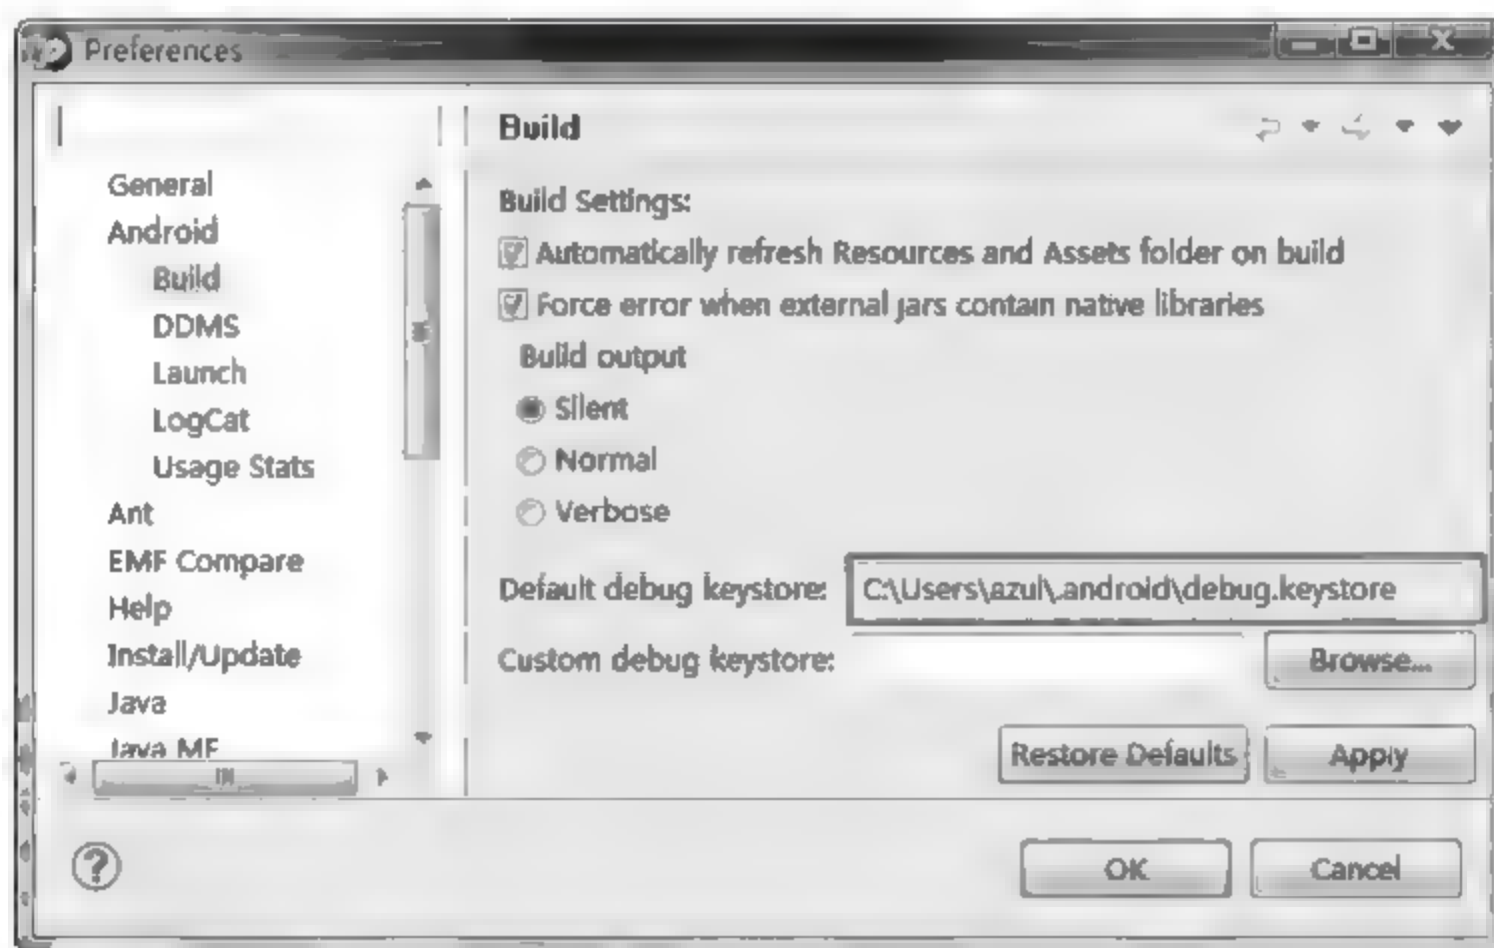 Preferences
Build
General
Android
Build
DDMS
Launch
LogCat
Usage Stats
Ant
EMF Compare
Help
Install/Update
Java
Java ME
Build Settings:
Automatically refresh Resources and Assets folder on build
Force error when external jars contain native libraries
Build output
Silent
Normal
Verbose
Default debug keystore: C:\Users\azul\.android\debug.keystore
Custom debug keystore: Browse...
Restore Defaults Apply
? OK Cancel